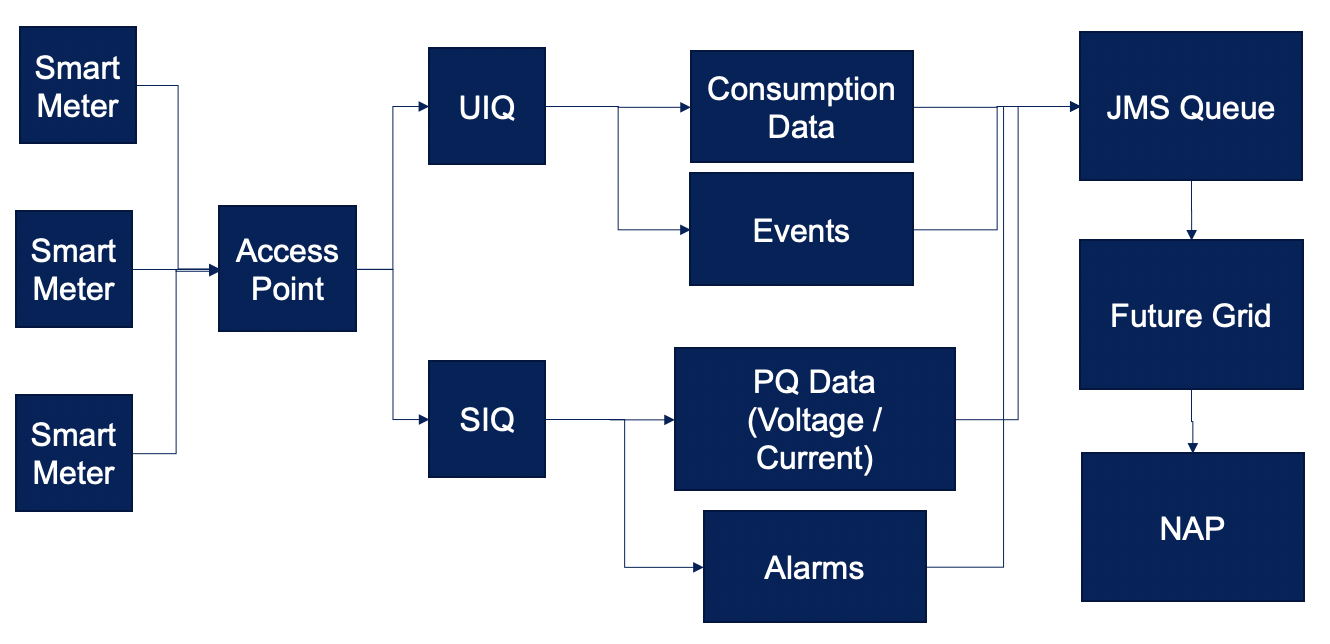 Smart
Meter
Smart
Meter
Smart
Meter
Access
Point
UIQ
SIQ
Consumption
Data
Events
PQ Data
(Voltage /
Current)
Alarms
JMS Queue
Future Grid
NAP